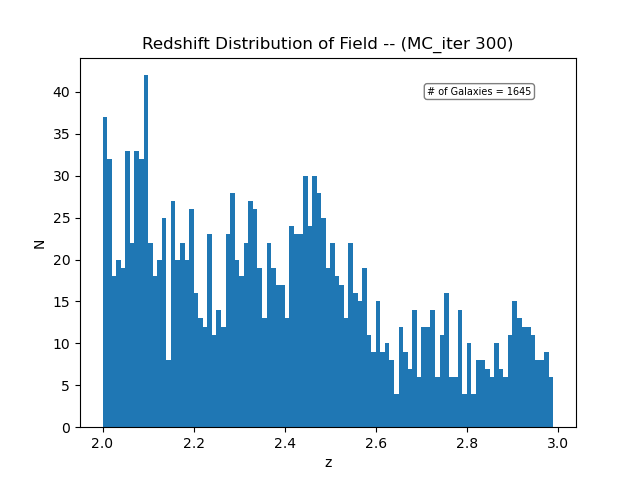 Redshift Distribution of Field -- (MC_iter 300)
# of Galaxies = 1645
40
35
30
25
20
15
10
5
0
N
2.0 2.2 2.4 2.6 2.8 3.0
z